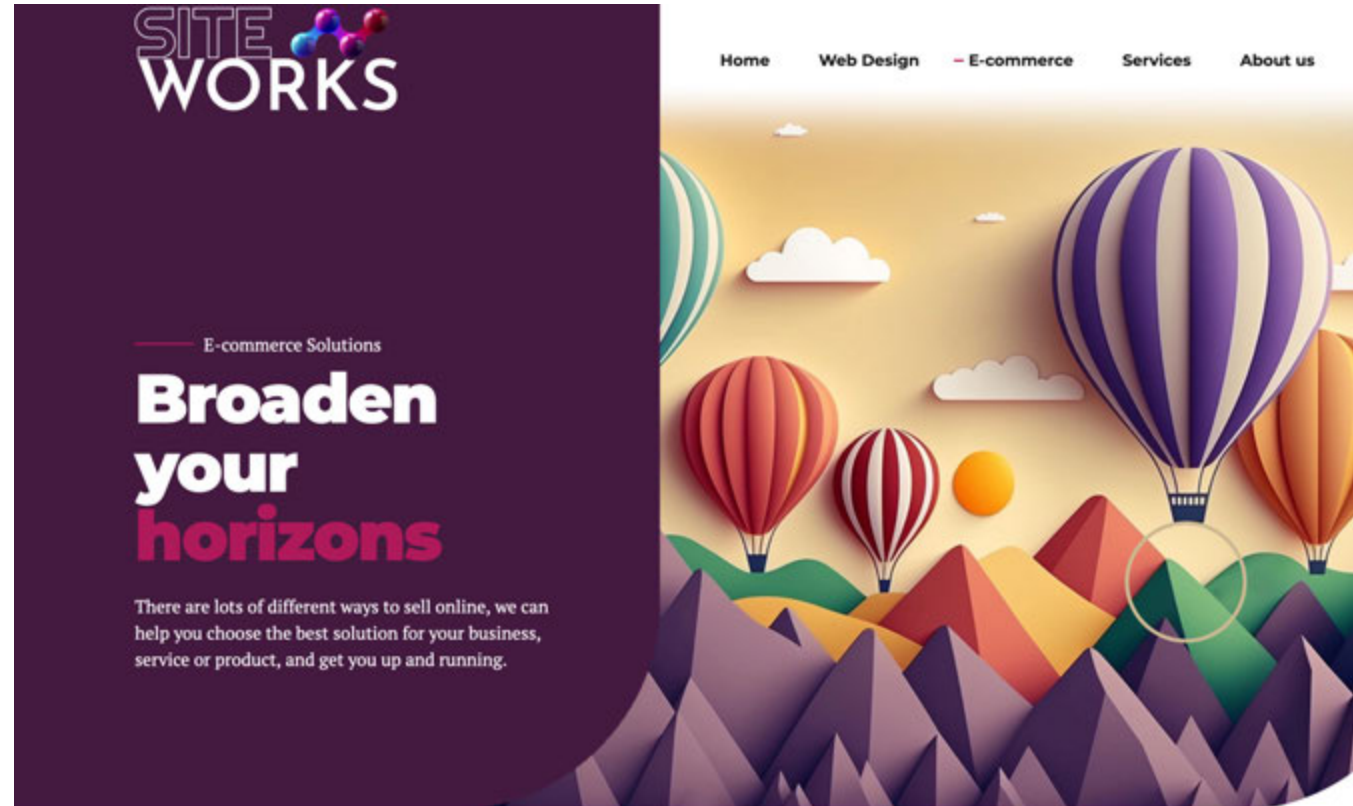 SITE
WORKS
Home
Web Design
E-commerce
Services
About us
E-commerce Solutions
Broaden
your
horizons
There are lots of different ways to sell online, we can
help you choose the best solution for your business,
service or product, and get you up and running.